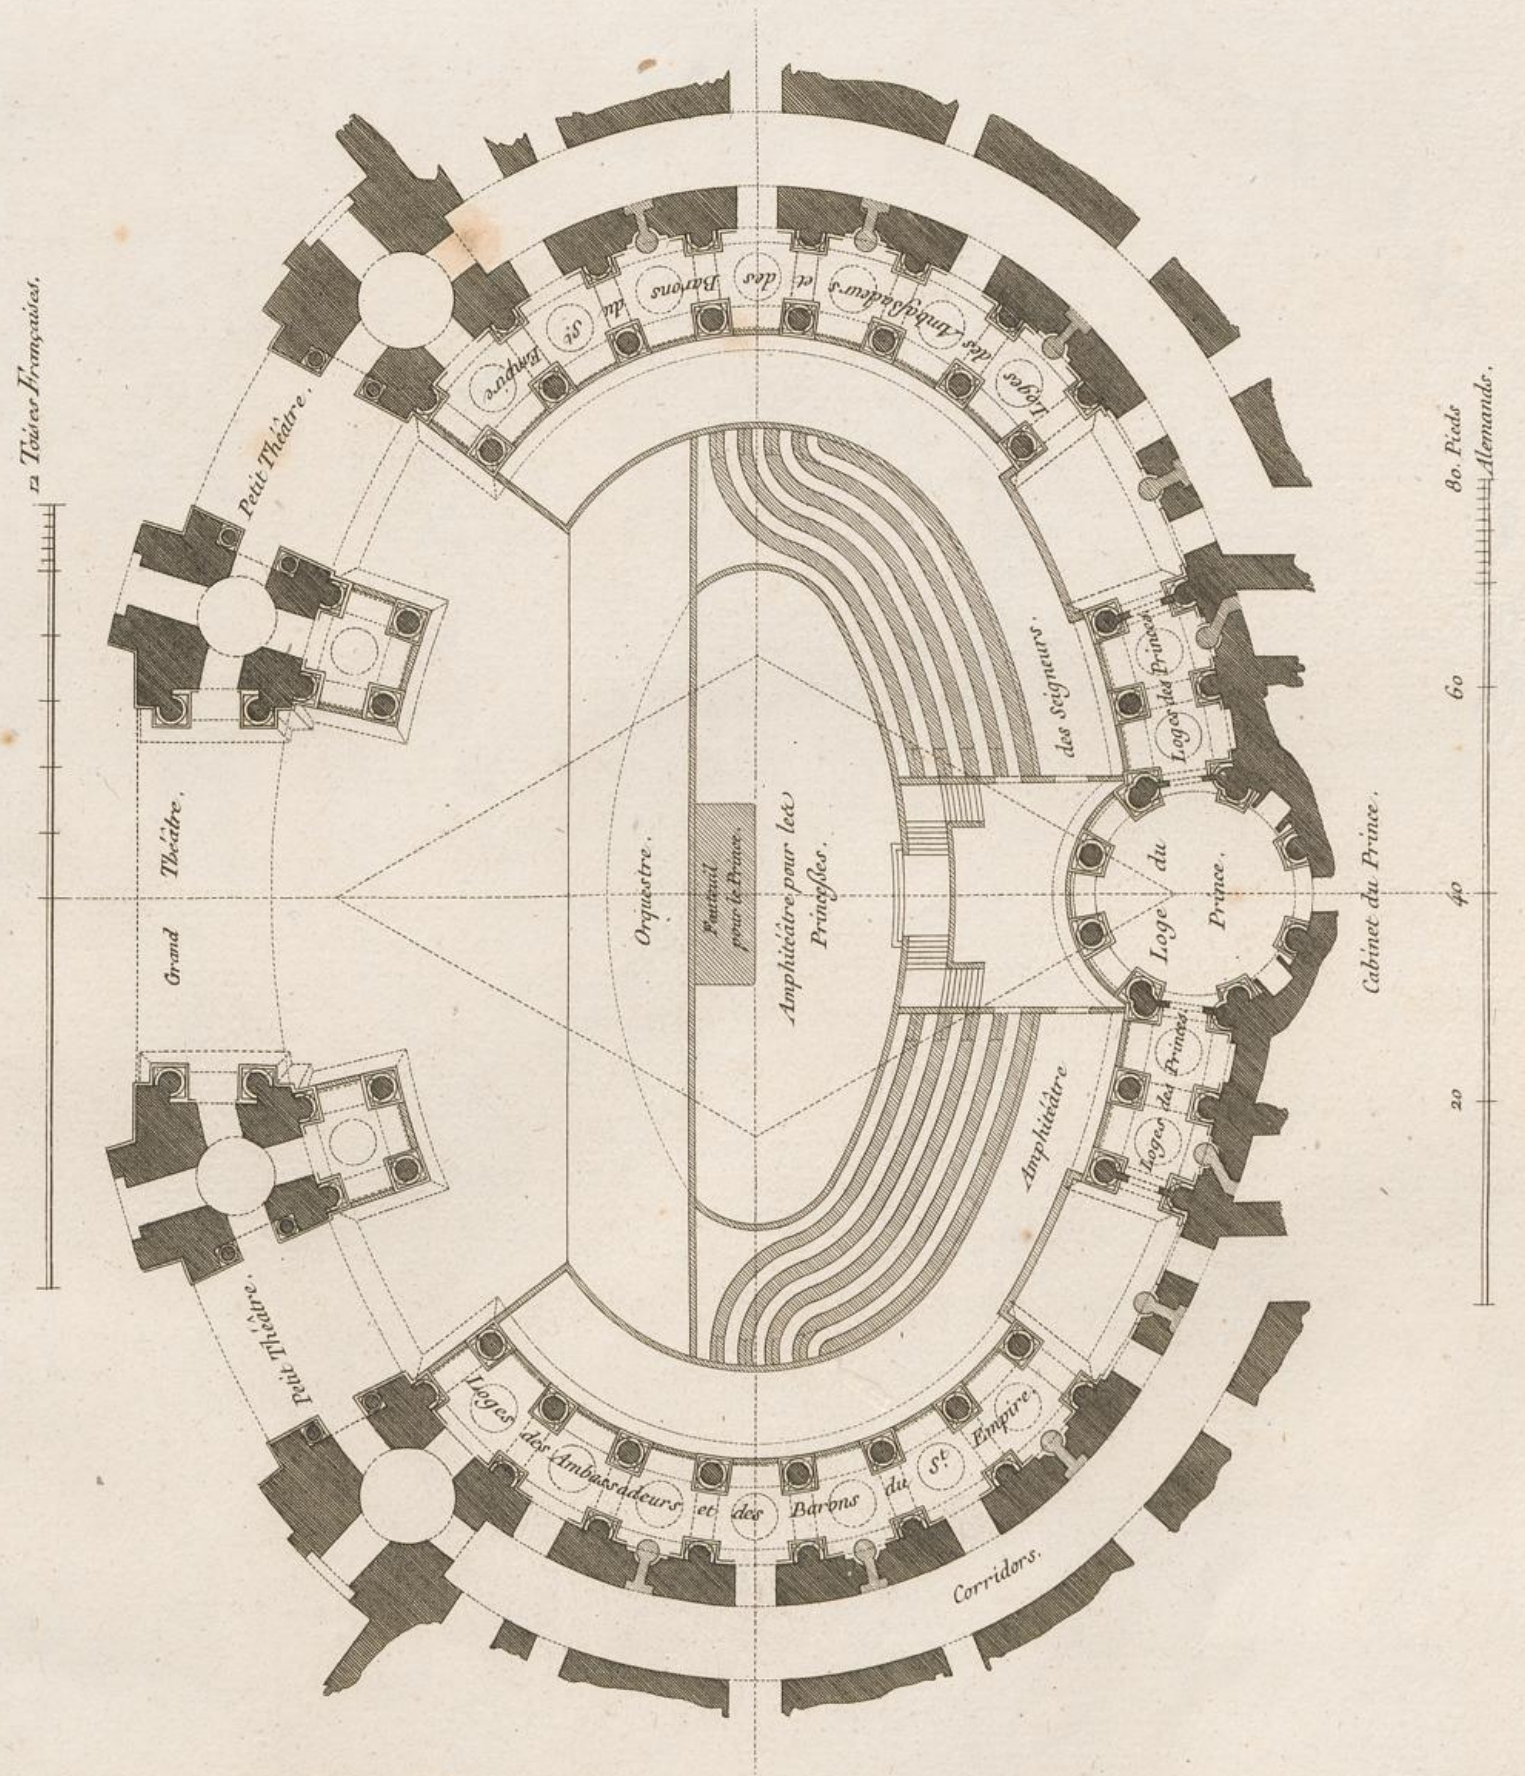 12 Toises Françaises.
80. Pieds
Alemands.
60
40
20
Loges des Ambaſsadeurs et des Barons du St. Empire
Petit Théâtre.
Grand Théâtre.
Petit Théâtre.
Orquestre.
Fauteuil
pour le Prince.
Amphitéâtre pour les
Princeſses.
Amphitéâtre des Seigneurs.
Loges des Princes
Loge du
Prince.
Loges des Princes.
Cabinet du Prince.
Loges des Ambassadeurs et des Barons du St. Empire.
Corridors.